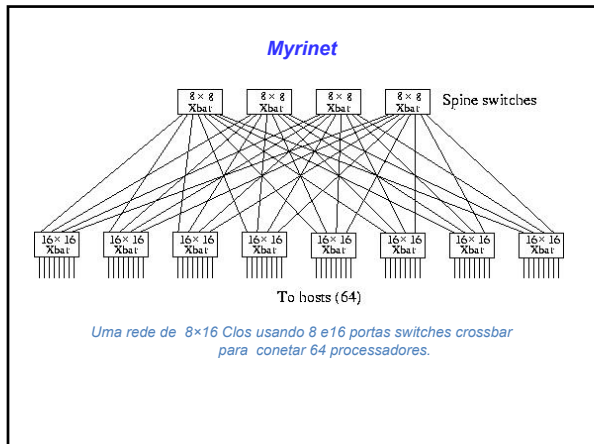 Myrinet
8 × 8 8 × 8 8 × 8 8 × 8
Xbar Xbar Xbar Xbar
Spine switches
16× 16 16× 16 16× 16 16× 16 16× 16 16× 16 16× 16 16× 16
Xbar Xbar Xbar Xbar Xbar Xbar Xbar Xbar
To hosts (64)
Uma rede de 8×16 Clos usando 8 e16 portas switches crossbar
para conetar 64 processadores.